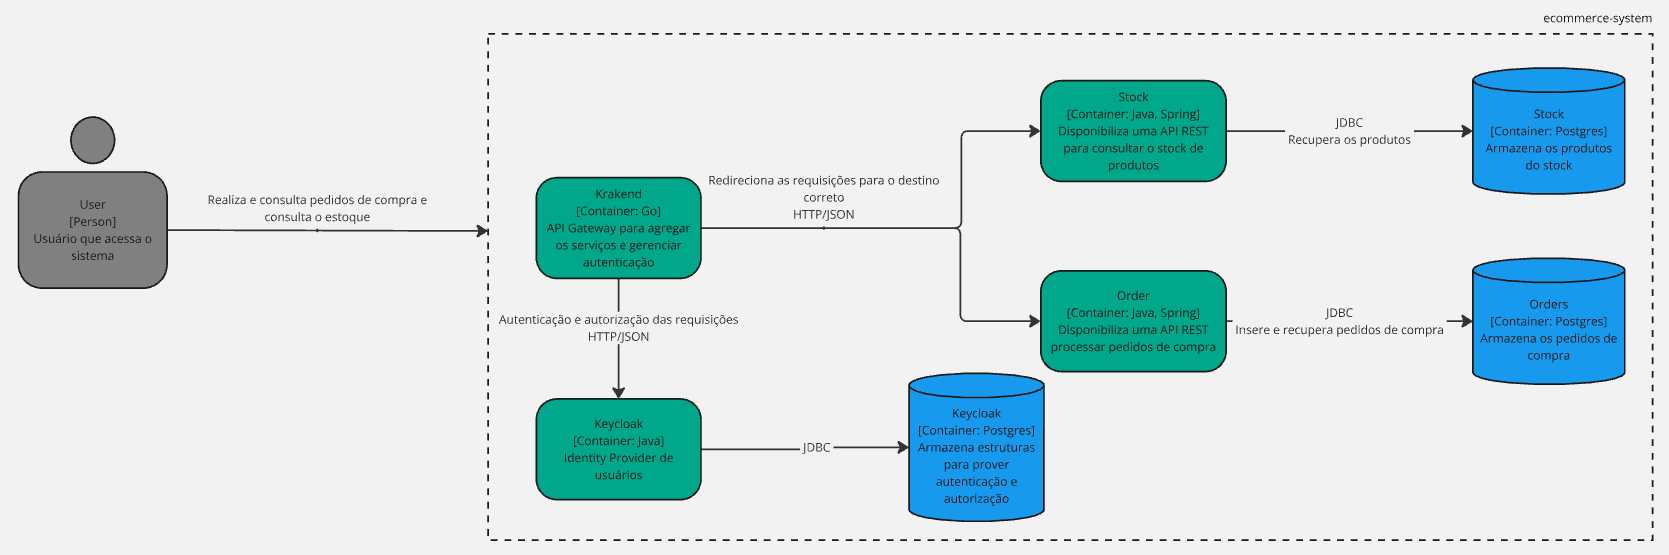 ecommerce-system
User
[Person]
Usuário que acessa o
sistema
Realiza e consulta pedidos de compra e
consulta o estoque
Krakend
[Container: Go]
API Gateway para agregar
os serviços e gerenciar
autenticação
Redireciona as requisições para o destino
correto
HTTP/JSON
Stock
[Container: Java, Spring]
Disponibiliza uma API REST
para consultar o stock de
produtos
JDBC
Recupera os produtos
Stock
[Container: Postgres]
Armazena os produtos
do stock
Order
[Container: Java, Spring]
Disponibiliza uma API REST
processar pedidos de compra
JDBC
Insere e recupera pedidos de compra
Orders
[Container: Postgres]
Armazena os pedidos de
compra
Autenticação e autorização das requisições
HTTP/JSON
Keycloak
[Container: Java]
Identity Provider de
usuários
JDBC
Keycloak
[Container: Postgres]
Armazena estruturas
para prover
autenticação e
autorização